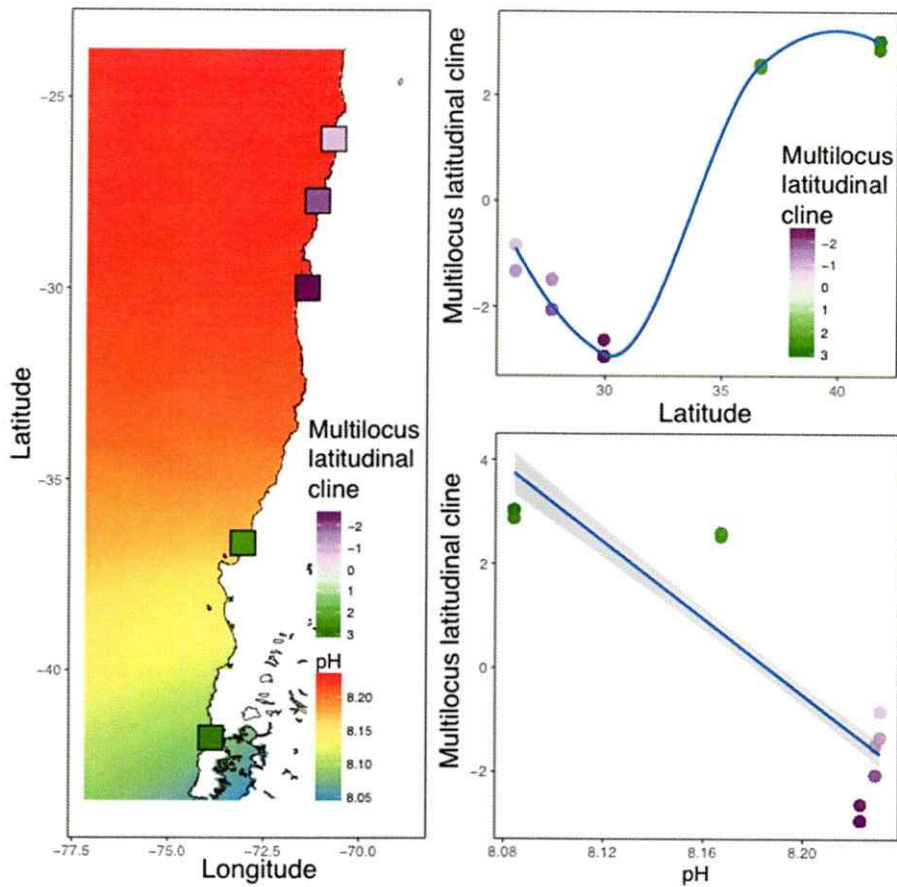 −25
−30
−35
−40
Latitude
−77.5
−75.0
−72.5
−70.0
Longitude
Multilocus
latitudinal
cline
-2
-1
0
1
2
3
pH
8.20
8.15
8.10
8.05
Multilocus latitudinal cline
2
0
−2
30
35
40
Latitude
Multilocus
latitudinal
cline
-2
-1
0
1
2
3
Multilocus latitudinal cline
4
2
0
−2
8.08
8.12
8.16
8.20
pH